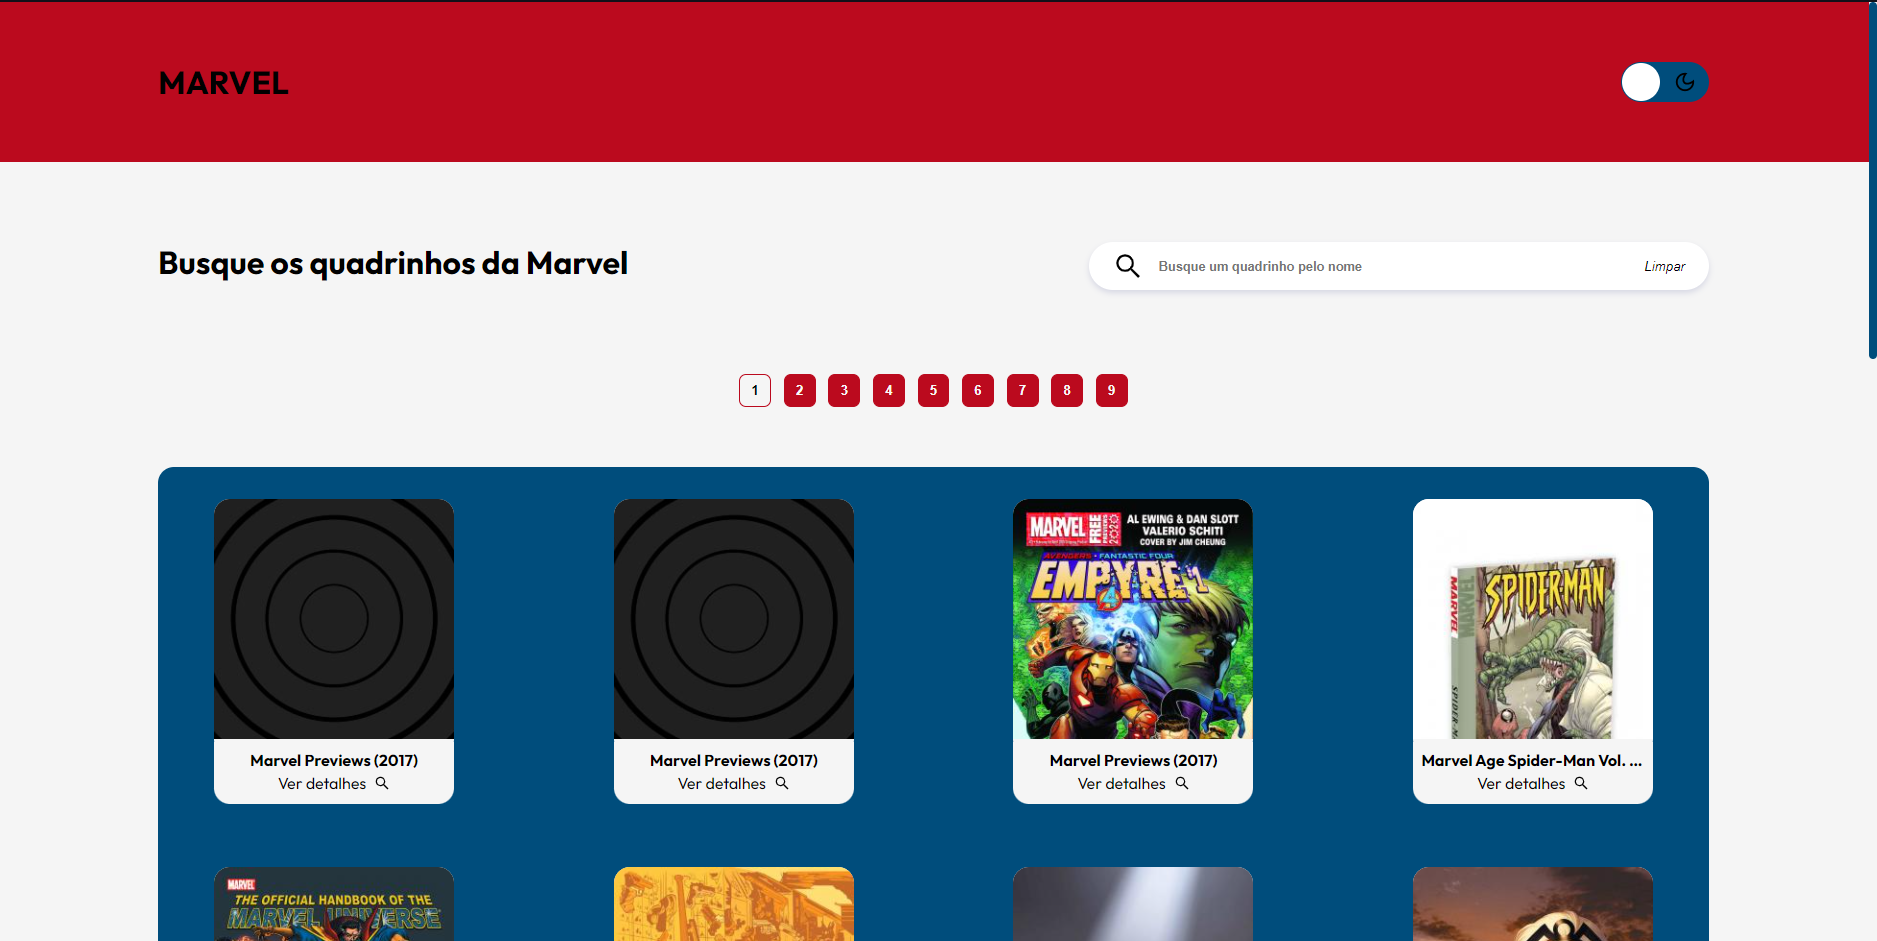 MARVEL
Busque os quadrinhos da Marvel
Busque um quadrinho pelo nome
Limpar
1 2 3 4 5 6 7 8 9
MARVEL
FREE
AL EWING & DAN SLOTT
VALERIO SCHITI
COVER BY JIM CHEUNG
AVENGERS • FANTASTIC FOUR
EMPYRE #1
4
MARVEL
MARVEL
SPIDER-MAN
Marvel Previews (2017)
Ver detalhes
Marvel Previews (2017)
Ver detalhes
Marvel Previews (2017)
Ver detalhes
Marvel Age Spider-Man Vol. ...
Ver detalhes
MARVEL
THE OFFICIAL HANDBOOK OF THE
MARVEL UNIVERSE